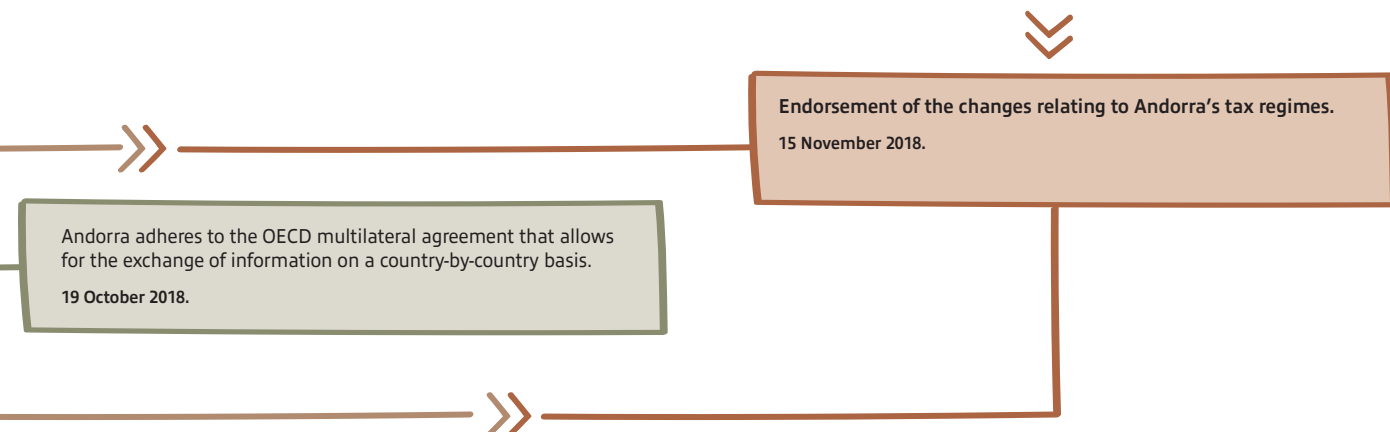 Endorsement of the changes relating to Andorra's tax regimes.
15 November 2018.
Andorra adheres to the OECD multilateral agreement that allows
for the exchange of information on a country-by-country basis.
19 October 2018.